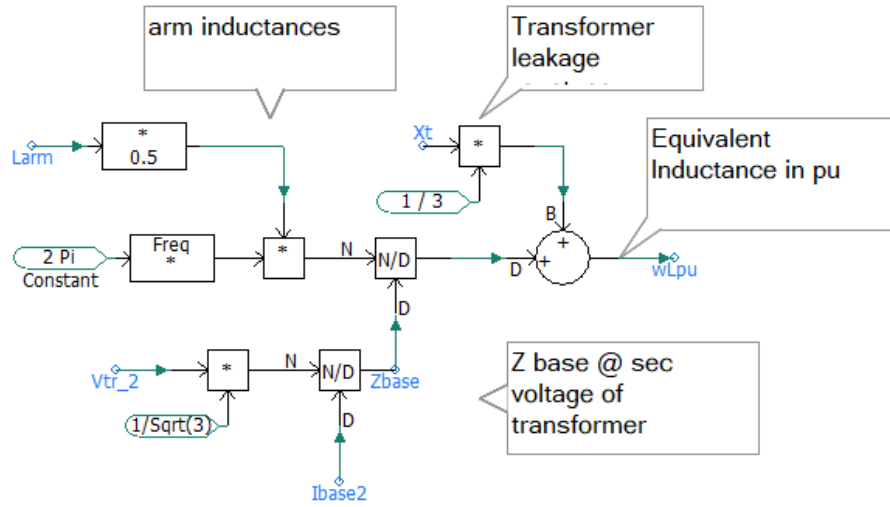 arm inductances
Transformer
leakage
*
0.5
Larm
Xt
*
1 / 3
Equivalent
Inductance in pu
B
+
+
D
wLpu
2 Pi
Constant
Freq
*
*
N
N/D
D
Vtr_2
*
N
N/D
D
Zbase
1/Sqrt(3)
Ibase2
Z base @ sec
voltage of
transformer